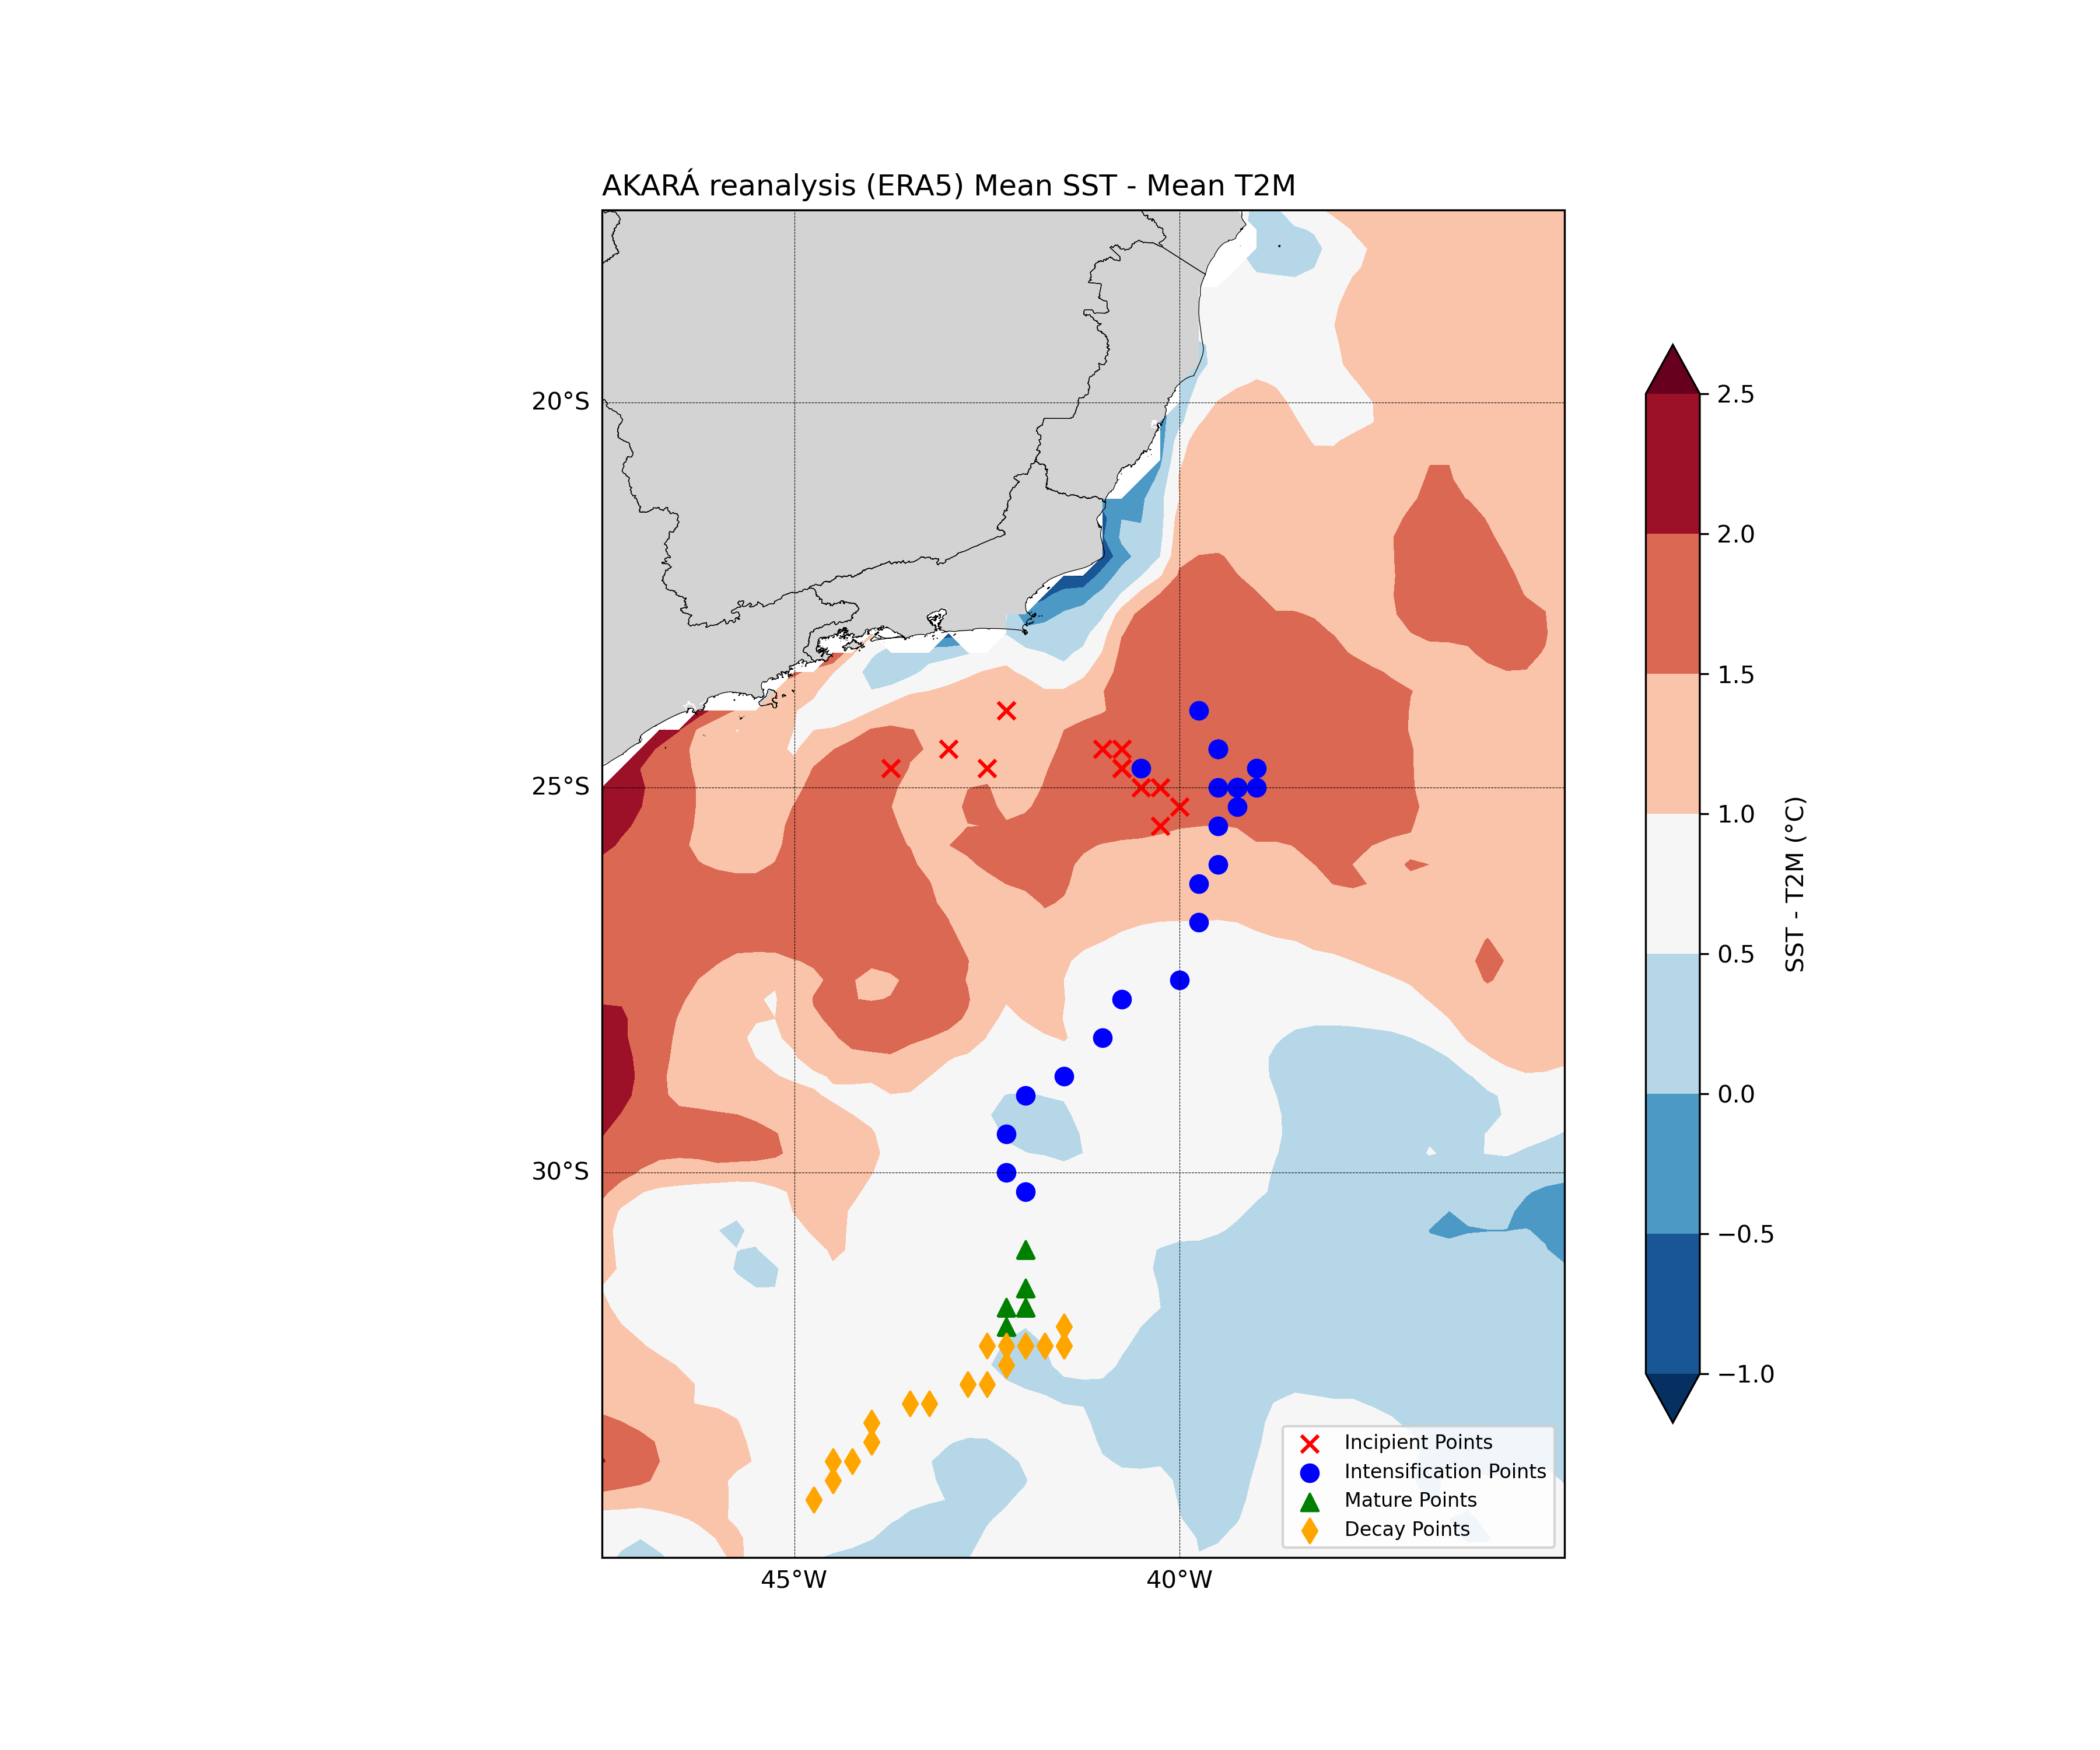 AKARÁ reanalysis (ERA5) Mean SST - Mean T2M
20°S
25°S
30°S
45°W
40°W
Incipient Points
Intensification Points
Mature Points
Decay Points
2.5
2.0
1.5
1.0
0.5
0.0
−0.5
−1.0
SST - T2M (°C)